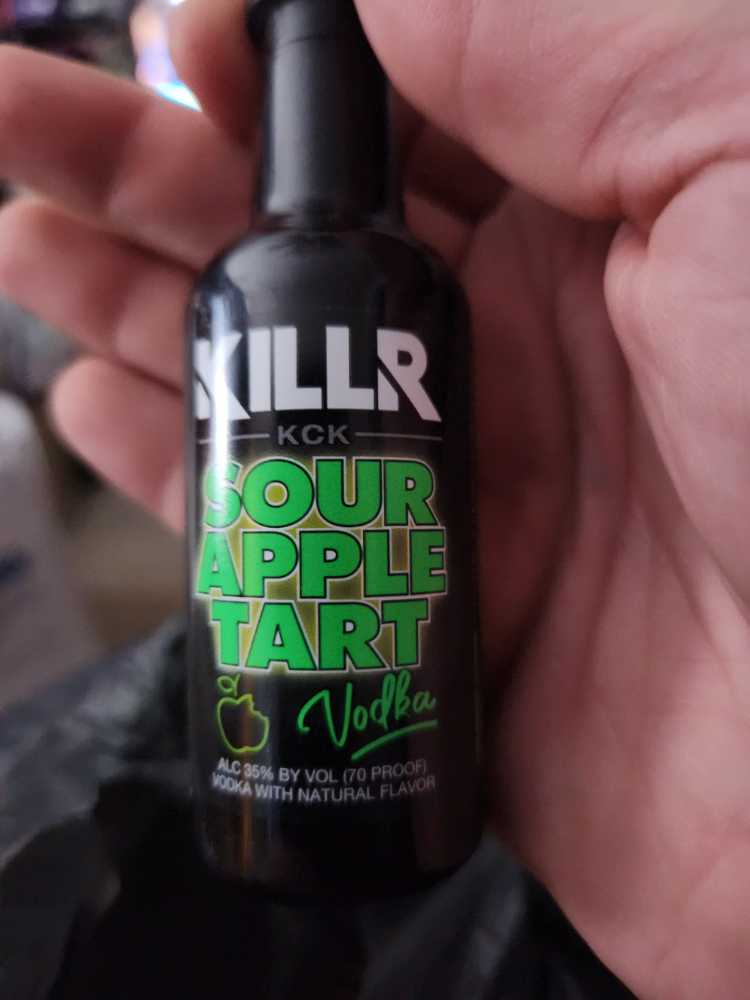 KILLR
KCK
SOUR
APPLE
TART
Vodka
ALC 35% BY VOL (70 PROOF)
VODKA WITH NATURAL FLAVOR